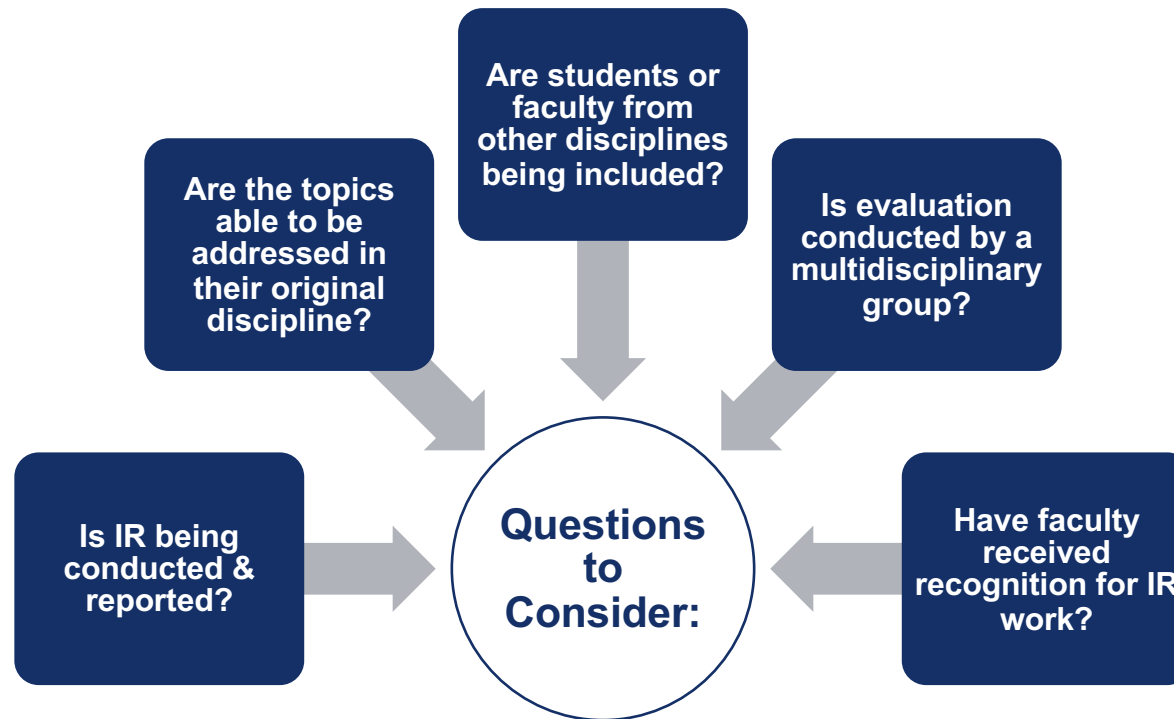 Are students or
faculty from
other disciplines
being included?
Are the topics
able to be
addressed in
their original
discipline?
Is evaluation
conducted by a
multidisciplinary
group?
Is IR being
conducted &
reported?
Questions
to
Consider:
Have faculty
received
recognition for IR
work?